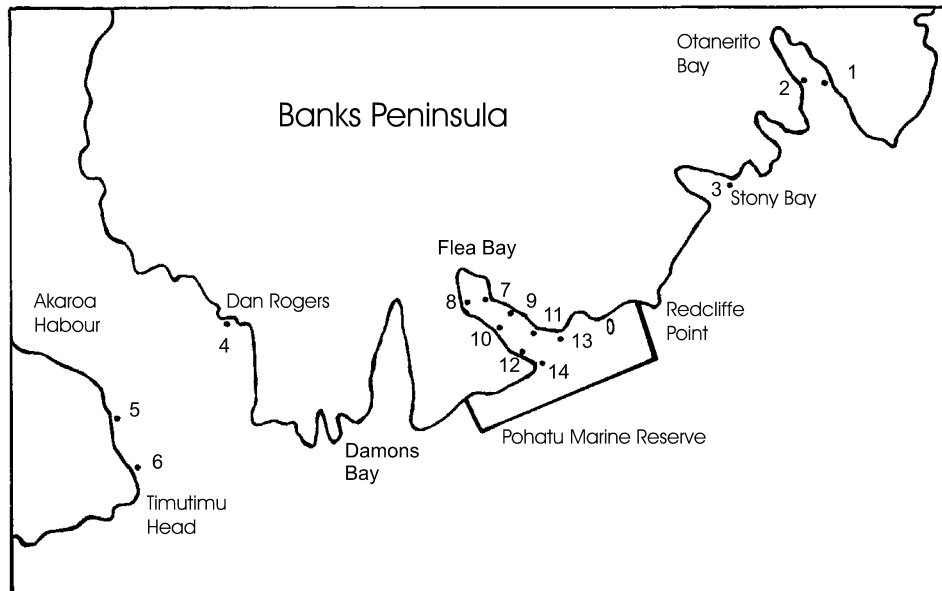 Otanerito
Bay
2
1
Banks Peninsula
3
Stony Bay
Flea Bay
Akaroa
Habour
Dan Rogers
8
7
9
11
Redcliffe
Point
4
10
13
12
14
5
Pohatu Marine Reserve
Damons
Bay
6
Timutimu
Head